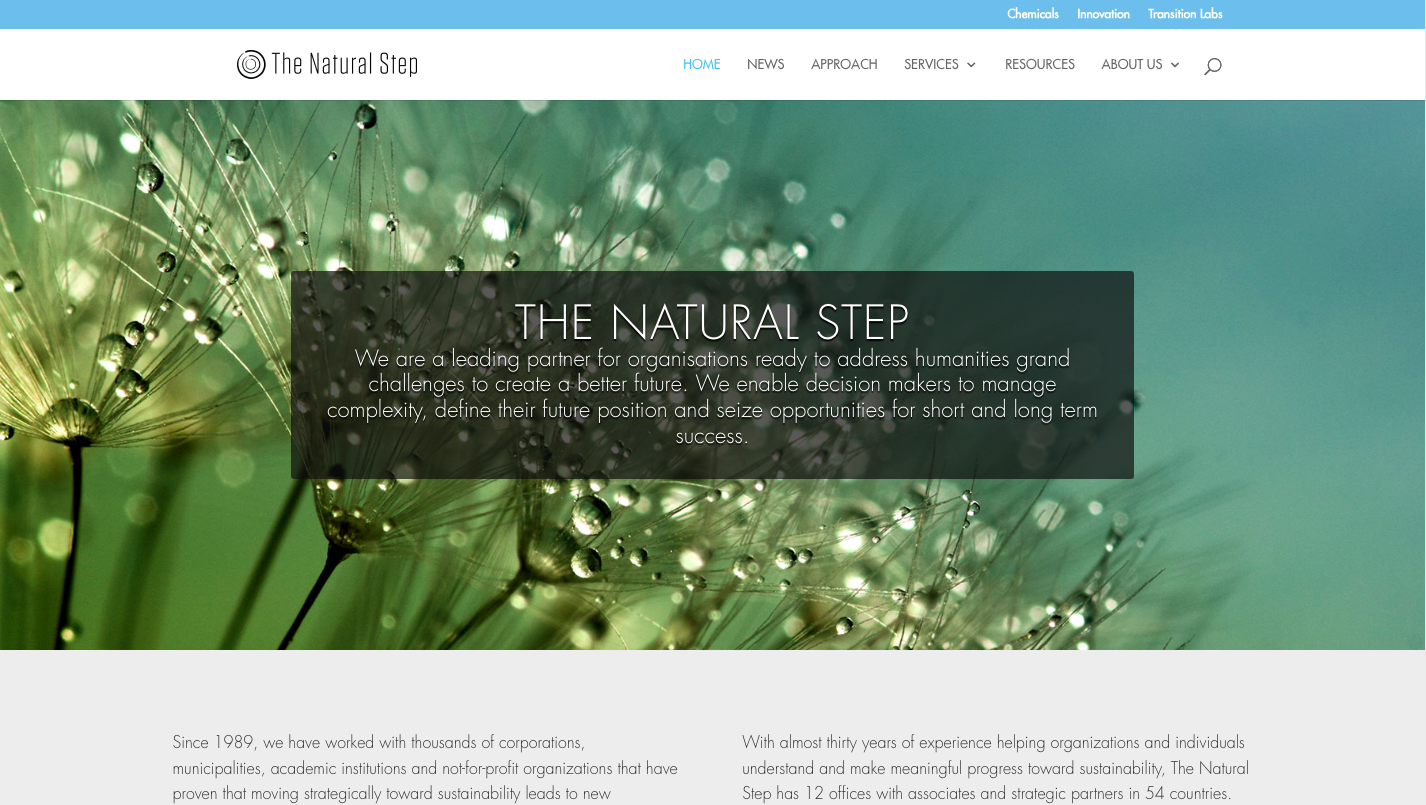 Chemicals Innovation Transition Labs
The Natural Step
HOME NEWS APPROACH SERVICES RESOURCES ABOUT US
THE NATURAL STEP
We are a leading partner for organisations ready to address humanities grand
challenges to create a better future. We enable decision makers to manage
complexity, define their future position and seize opportunities for short and long term
success.
Since 1989, we have worked with thousands of corporations,
municipalities, academic institutions and not-for-profit organizations that have
proven that moving strategically toward sustainability leads to new
With almost thirty years of experience helping organizations and individuals
understand and make meaningful progress toward sustainability, The Natural
Step has 12 offices with associates and strategic partners in 54 countries.